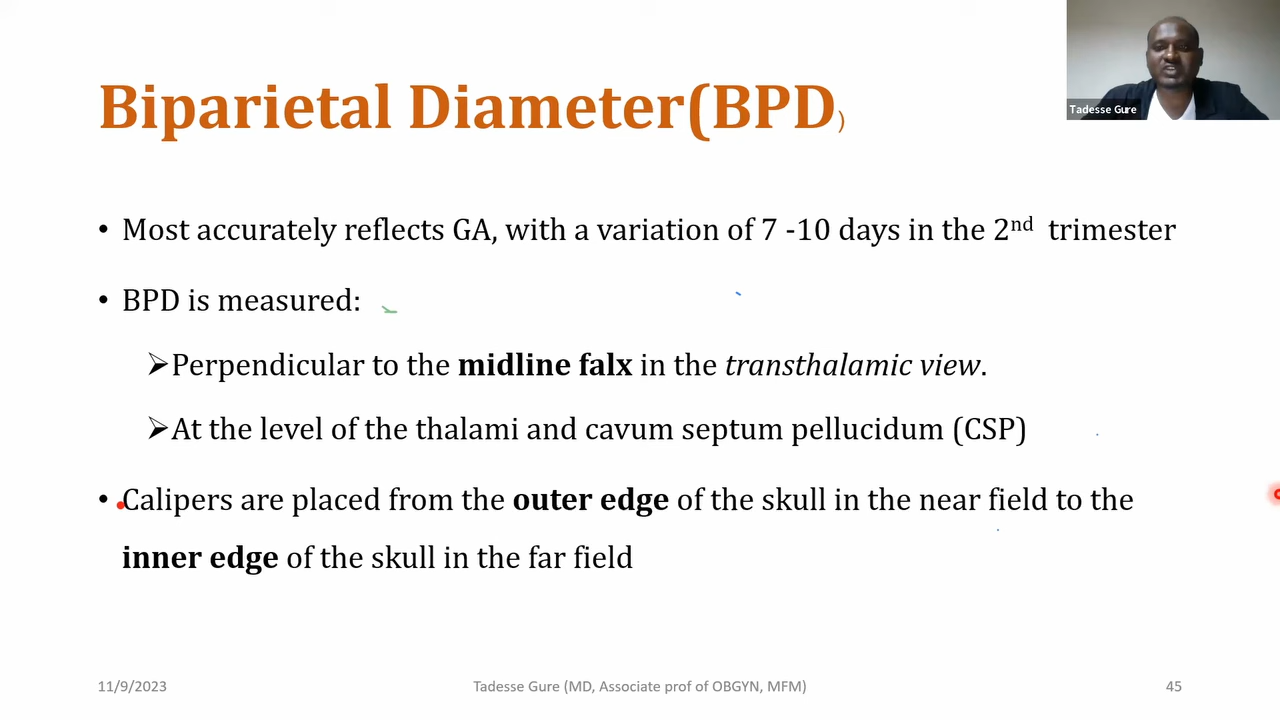 Tadesse Gure
Biparietal Diameter(BPD)
• Most accurately reflects GA, with a variation of 7 -10 days in the 2nd trimester
• BPD is measured:
➢Perpendicular to the midline falx in the transthalamic view.
➢At the level of the thalami and cavum septum pellucidum (CSP)
• Calipers are placed from the outer edge of the skull in the near field to the
inner edge of the skull in the far field
11/9/2023
Tadesse Gure (MD, Associate prof of OBGYN, MFM)
45